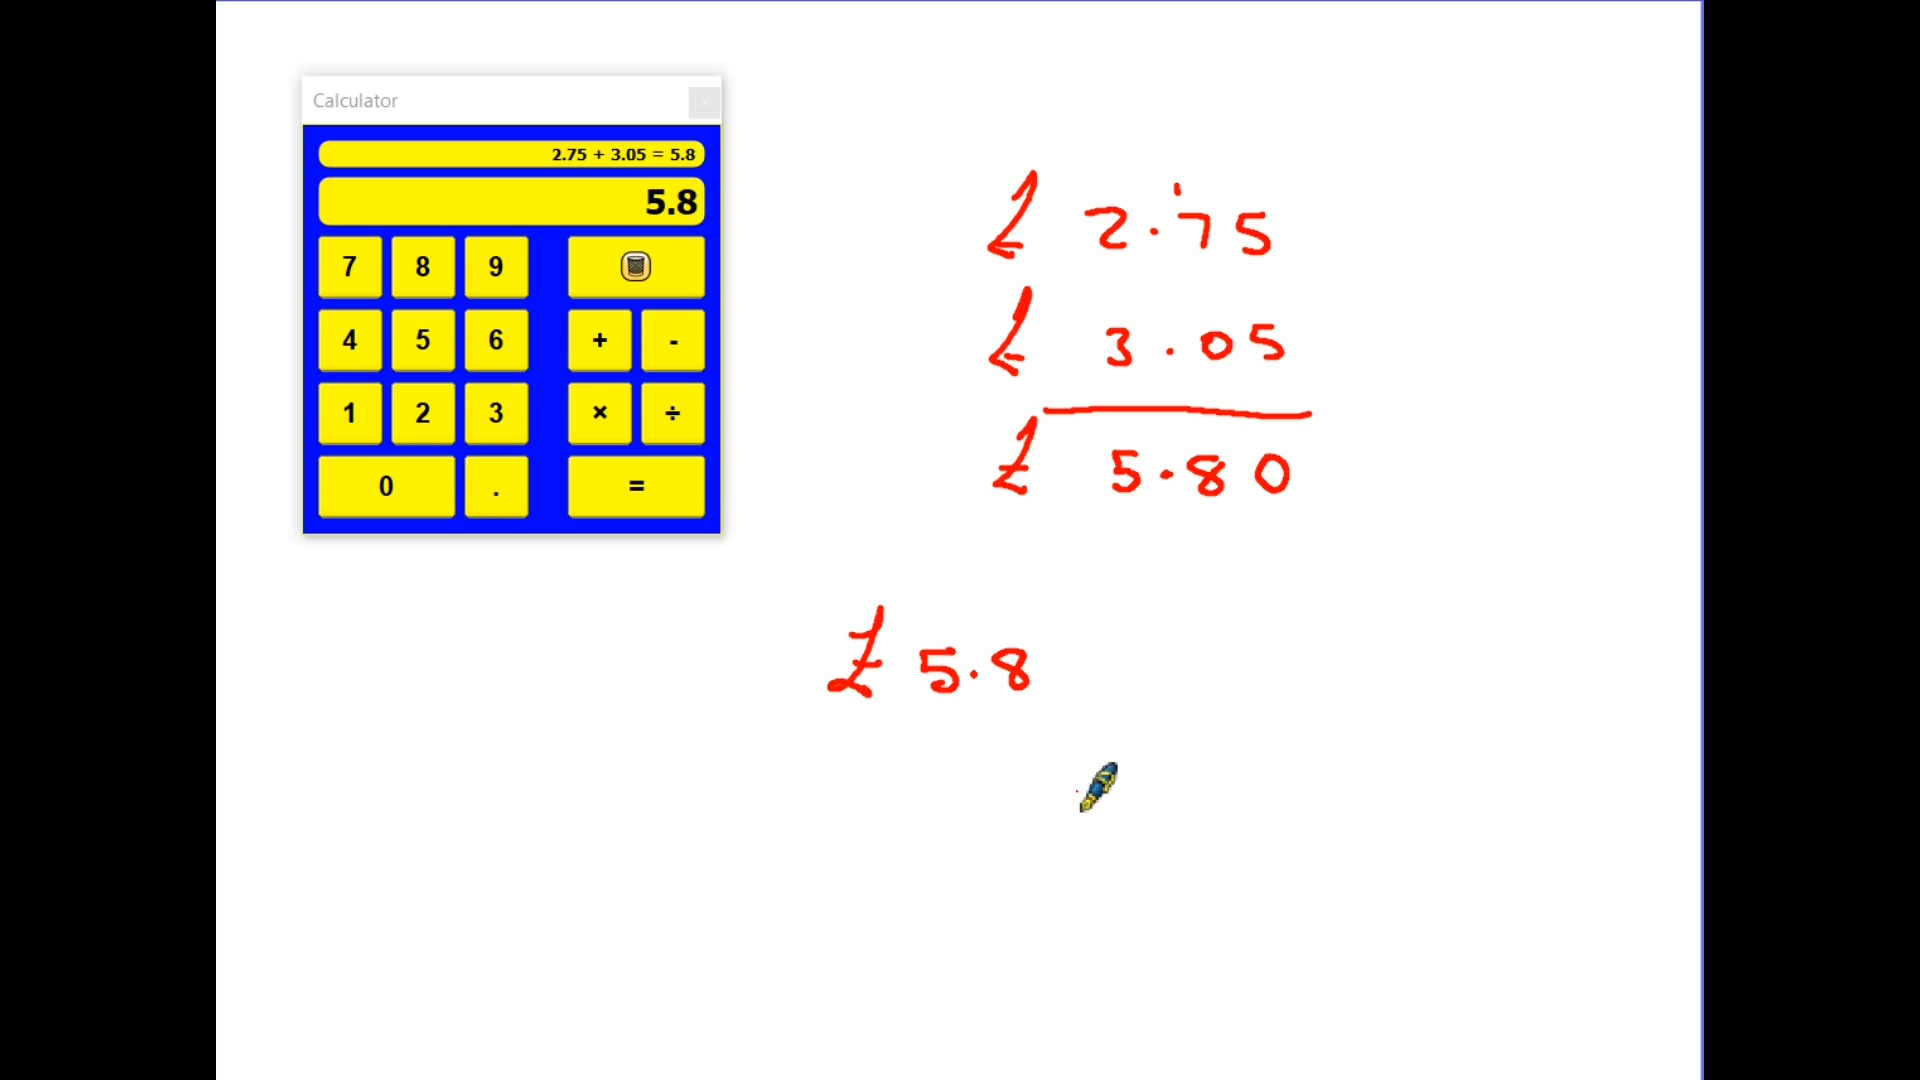 Calculator
2.75 + 3.05 = 5.8
5.8
7 8 9
4 5 6 + -
1 2 3 × ÷
0 . =
£ 2.75
1
£ 3.05
£ 5.80
£ 5.8